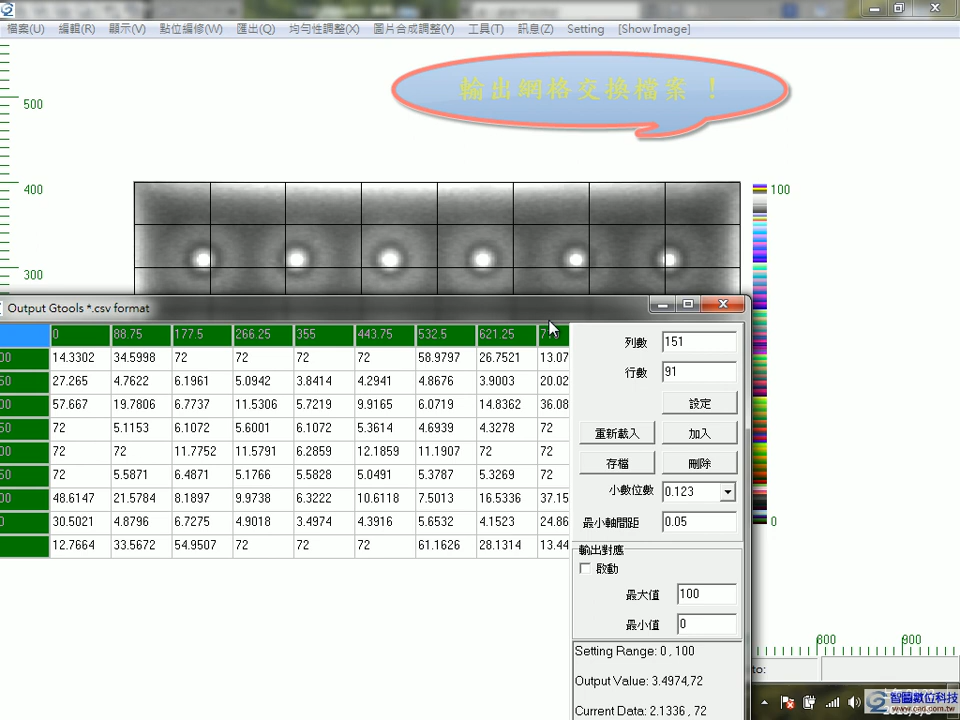 檔案(U) 編輯(R) 顯示(V) 點位編修(W) 匯出(Q) 均勻性調整(X) 圖片合成調整(Y) 工具(T) 訊息(Z) Setting [Show Image]
輸出網格交換檔案 !
500
400
100
300
Output Gtools *.csv format
0 88.75 177.5 266.25 355 443.75 532.5 621.25
14.3302 34.5998 72 72 72 72 58.9797 26.7521 13.07
27.265 4.7622 6.1961 5.0942 3.8414 4.2941 4.8676 3.9003 20.02
57.667 19.7806 6.7737 11.5306 5.7219 9.9165 6.0719 14.8362 36.08
72 5.1153 6.1072 5.6001 6.1072 5.3614 4.6939 4.3278 72
72 72 11.7752 11.5791 6.2859 12.1859 11.1907 72 72
72 5.5871 6.4871 5.1766 5.5828 5.0491 5.3787 5.3269 72
48.6147 21.5784 8.1897 9.9738 6.3222 10.6118 7.5013 16.5336 37.15
30.5021 4.8796 6.7275 4.9018 3.4974 4.3916 5.6532 4.1523 24.86
12.7664 33.5672 54.9507 72 72 72 61.1626 28.1314 13.44
列數 151
行數 91
設定
重新載入 加入
存檔 刪除
小數位數 0.123
最小軸間距 0.05
0
輸出對應
啟動
最大值 100
最小值 0
Setting Range: 0 , 100
Output Value: 3.4974,72
Current Data: 2.1336 , 72
800 900
to:
智圖數位科技
www.cad.com.tw